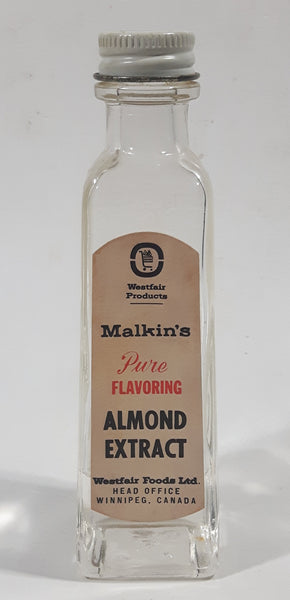 Westfair
Products
Malkin's
Pure
FLAVORING
ALMOND
EXTRACT
Westfair Foods Ltd.
HEAD OFFICE
WINNIPEG, CANADA